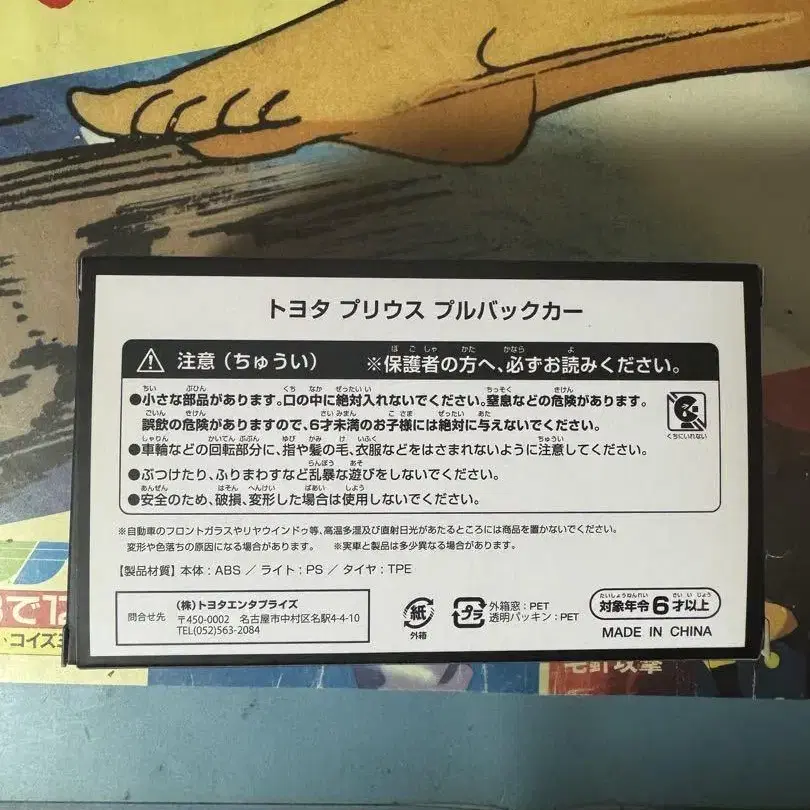 トヨタ プリウス プルバックカー
注意(ちゅうい) ※保護者の方へ、必ずお読みください。
●小さな部品があります。口の中に絶対入れないでください。窒息などの危険があります。
誤飲の危険がありますので、6才未満のお子様には絶対に与えないでください。
くちにいれない
●車輪などの回転部分に、指や髪の毛、衣服などをはさまれないように注意してください。
●ぶつけたり、ふりまわすなど乱暴な遊びをしないでください。
●安全のため、破損、変形した場合は使用しないでください。
※自動車のフロントガラスやリヤウインドゥ等、高温多湿及び直射日光があたるところには商品を置かないでください。
変形や色落ちの原因になる場合があります。 ※実車と製品は多少異なる場合があります。
【製品材質】本体:ABS / ライト:PS / タイヤ:TPE
問合せ先
(株)トヨタエンタプライズ
〒450-0002 名古屋市中村区名駅4-4-10
TEL(052)563-2084
紙
外箱
プラ
外箱窓:PET
透明パッキン:PET
対象年令6才以上
MADE IN CHINA